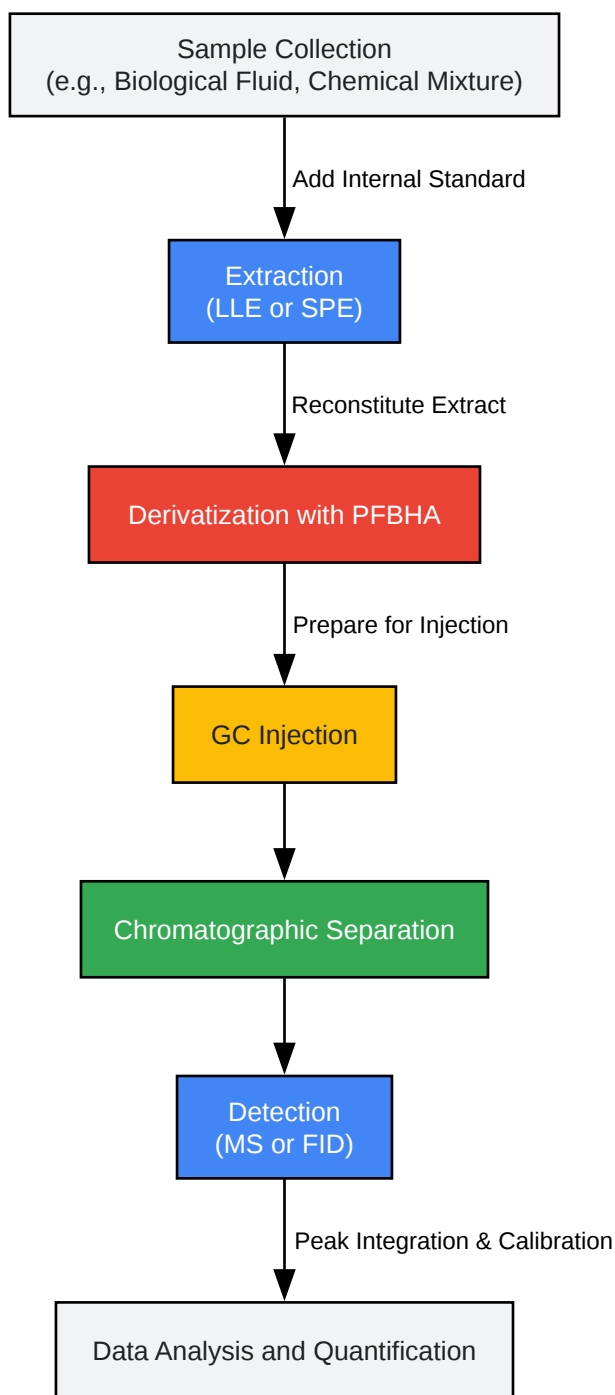 Sample Collection
(e.g., Biological Fluid, Chemical Mixture)
Add Internal Standard
Extraction
(LLE or SPE)
Reconstitute Extract
Derivatization with PFBHA
Prepare for Injection
GC Injection
Chromatographic Separation
Detection
(MS or FID)
Peak Integration & Calibration
Data Analysis and Quantification